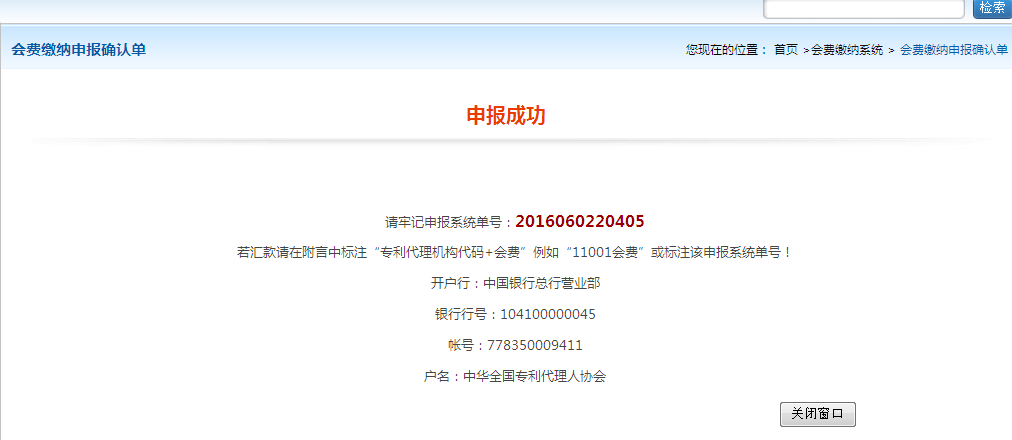 检索
会费缴纳申报确认单
您现在的位置： 首页 >会费缴纳系统 > 会费缴纳申报确认单
申报成功
请牢记申报系统单号：2016060220405
若汇款请在附言中标注“专利代理机构代码+会费”例如“11001会费”或标注该申报系统单号！
开户行：中国银行总行营业部
银行行号：104100000045
帐号：778350009411
户名：中华全国专利代理人协会
关闭窗口